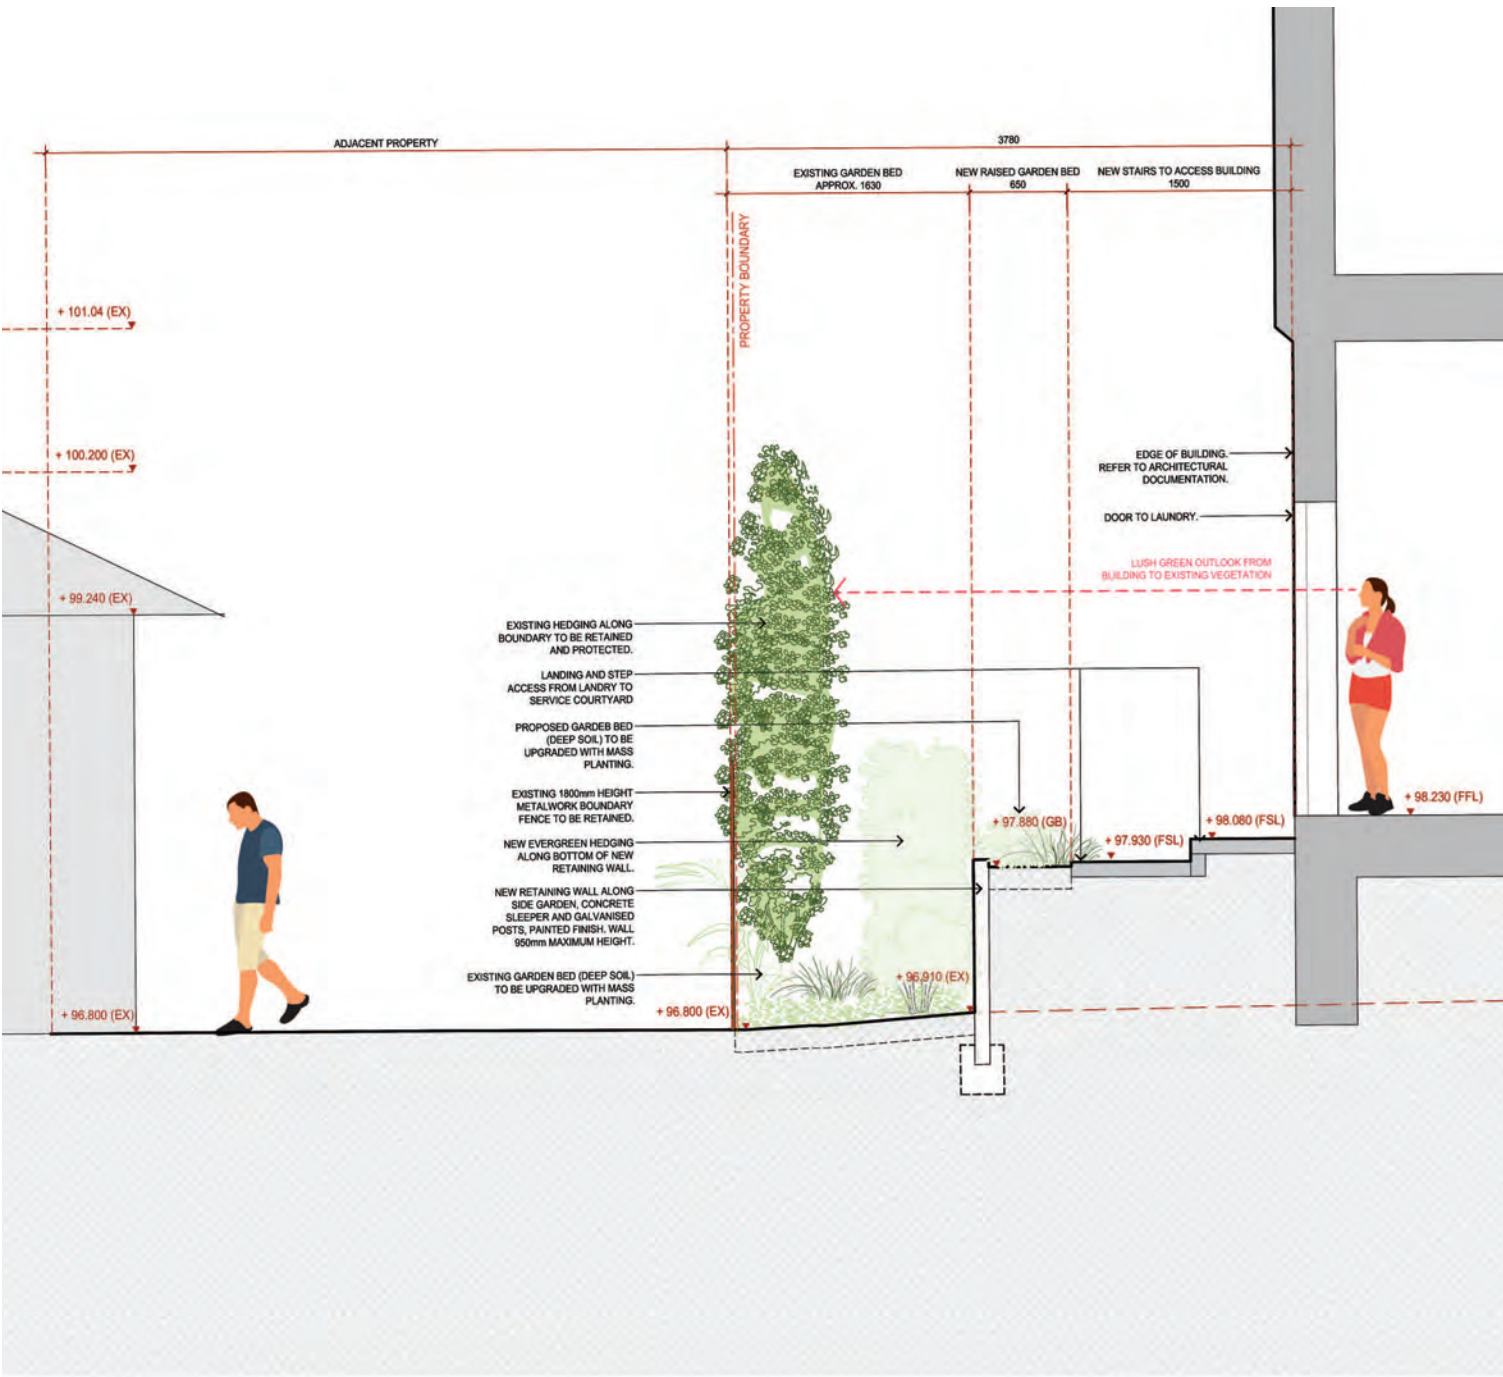 ADJACENT PROPERTY
3780
EXISTING GARDEN BED
APPROX. 1630
NEW RAISED GARDEN BED
650
NEW STAIRS TO ACCESS BUILDING
1500
PROPERTY BOUNDARY
+ 101.04 (EX)
+ 100.200 (EX)
EDGE OF BUILDING.
REFER TO ARCHITECTURAL
DOCUMENTATION.
DOOR TO LAUNDRY.
LUSH GREEN OUTLOOK FROM
BUILDING TO EXISTING VEGETATION
+ 99.240 (EX)
EXISTING HEDGING ALONG
BOUNDARY TO BE RETAINED
AND PROTECTED.
LANDING AND STEP
ACCESS FROM LANDRY TO
SERVICE COURTYARD
PROPOSED GARDEB BED
(DEEP SOIL) TO BE
UPGRADED WITH MASS
PLANTING.
EXISTING 1800mm HEIGHT
METALWORK BOUNDARY
FENCE TO BE RETAINED.
NEW EVERGREEN HEDGING
ALONG BOTTOM OF NEW
RETAINING WALL.
NEW RETAINING WALL ALONG
SIDE GARDEN, CONCRETE
SLEEPER AND GALVANISED
POSTS, PAINTED FINISH. WALL
950mm MAXIMUM HEIGHT.
EXISTING GARDEN BED (DEEP SOIL)
TO BE UPGRADED WITH MASS
PLANTING.
+ 98.230 (FFL)
+ 97.880 (GB)
+ 98.080 (FSL)
+ 97.930 (FSL)
+ 96.910 (EX)
+ 96.800 (EX)
+ 96.800 (EX)